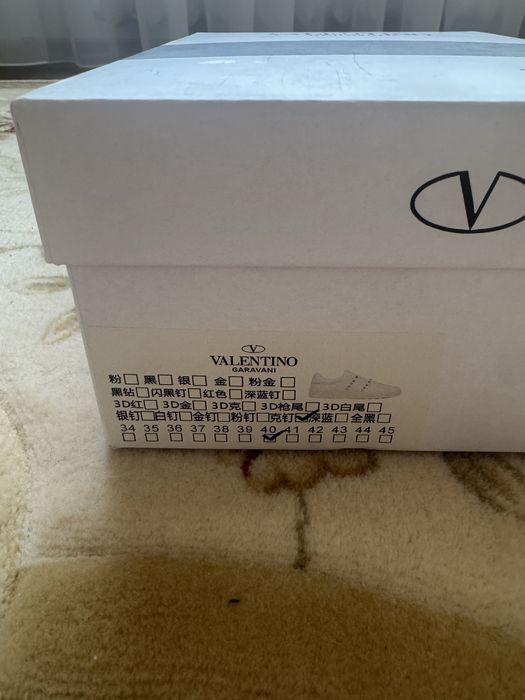 V
V
VALENTINO
GARAVANI
粉□ 黑□ 银□ 金□ 粉金□
黑钻□闪黑钉□红色□深蓝钉□
3D红□3D金□3D克□3D枪尾□3D白尾□
银钉□白钉□金钉□粉钉□克钉☑深蓝□全黑□
34 35 36 37 38 39 40 41 42 43 44 45
□ □ □ □ □ □ ☑ □ □ □ □ □